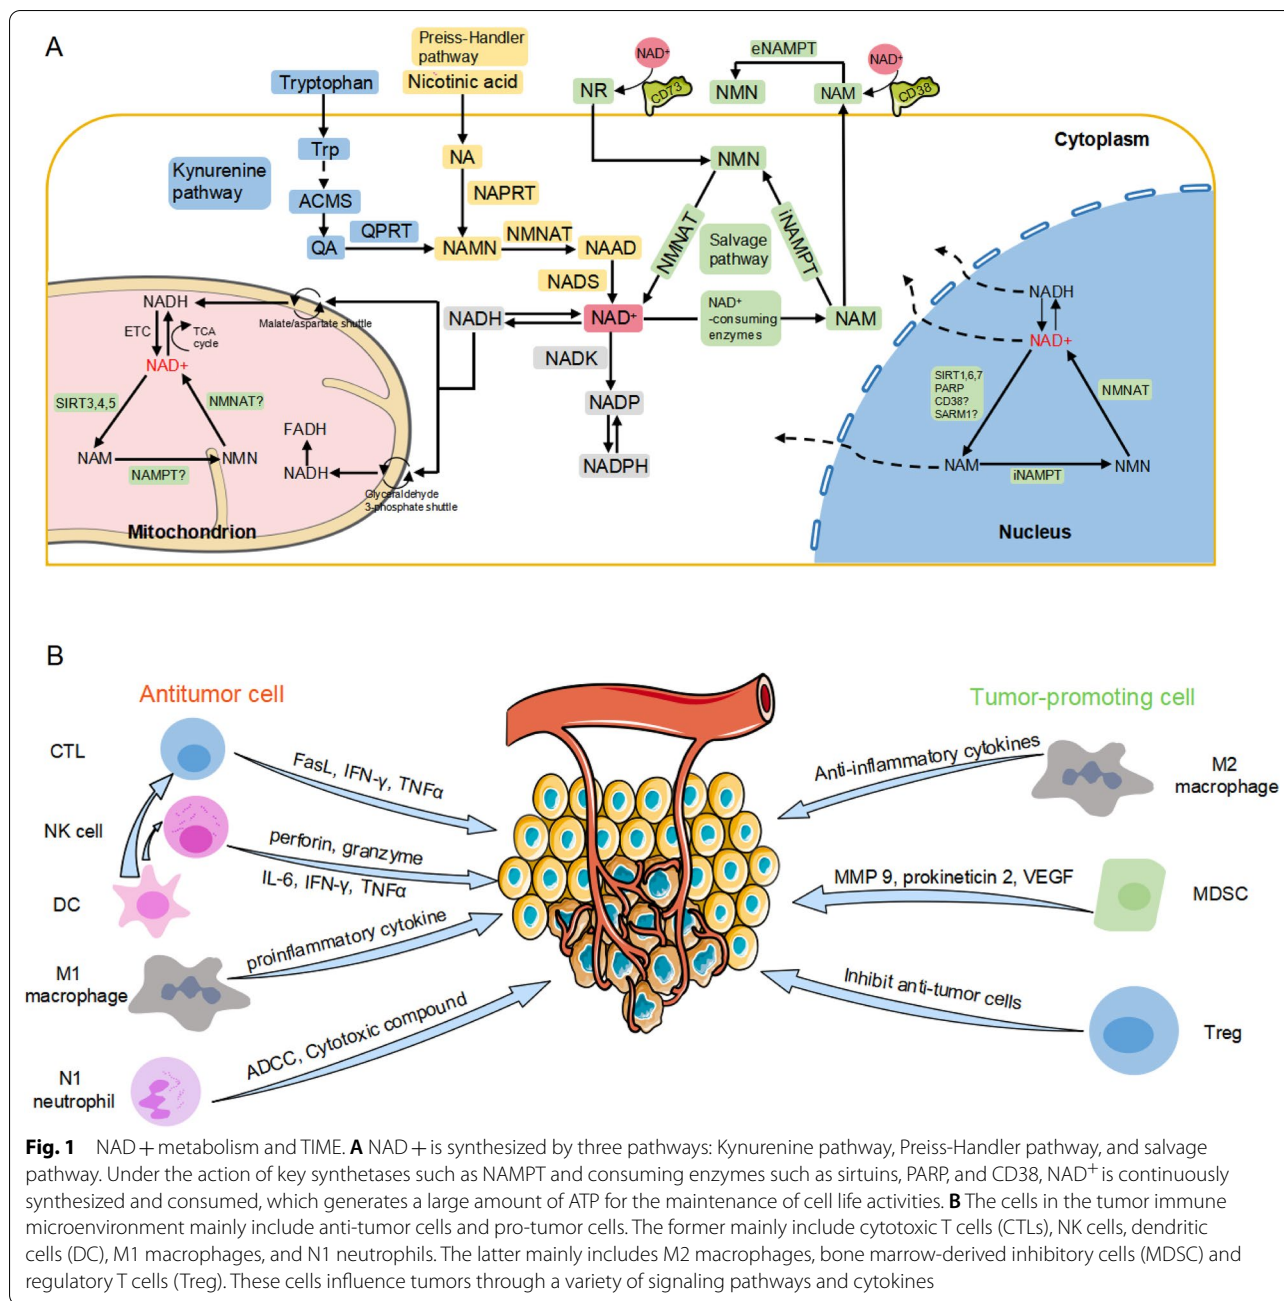 A
Preiss-Handler
pathway
Nicotinic acid
Tryptophan
Trp
Kynurenine
pathway
ACMS
QA
QPRT
NA
NAPRT
NAMN
NMNAT
NAAD
NADS
NR
NAD+
CD73
eNAMPT
NMN
NAM
NAD+
CD38
Cytoplasm
NMN
NMNAT
Salvage
pathway
iNAMPT
NADH
NAD+
NAD+
-consuming
enzymes
NAM
NADK
NADP
NADPH
NADH
Malate/aspartate shuttle
ETC
TCA
cycle
NAD+
SIRT3,4,5
NMNAT?
NAM
NAMPT?
NMN
FADH
NADH
Glyceraldehyde
3-phosphate shuttle
Mitochondrion
NADH
NAD+
SIRT1,6,7
PARP
CD38?
SARM1?
NMNAT
NAM
iNAMPT
NMN
Nucleus
B
Antitumor cell
Tumor-promoting cell
CTL
FasL, IFN-γ, TNFα
NK cell
perforin, granzyme
IL-6, IFN-γ, TNFα
DC
M1
macrophage
proinflammatory cytokine
N1
neutrophil
ADCC, Cytotoxic compound
Anti-inflammatory cytokines
M2
macrophage
MMP 9, prokineticin 2, VEGF
MDSC
Inhibit anti-tumor cells
Treg
Fig. 1 NAD + metabolism and TIME. A NAD + is synthesized by three pathways: Kynurenine pathway, Preiss-Handler pathway, and salvage
pathway. Under the action of key synthetases such as NAMPT and consuming enzymes such as sirtuins, PARP, and CD38, NAD+ is continuously
synthesized and consumed, which generates a large amount of ATP for the maintenance of cell life activities. B The cells in the tumor immune
microenvironment mainly include anti-tumor cells and pro-tumor cells. The former mainly include cytotoxic T cells (CTLs), NK cells, dendritic
cells (DC), M1 macrophages, and N1 neutrophils. The latter mainly includes M2 macrophages, bone marrow-derived inhibitory cells (MDSC) and
regulatory T cells (Treg). These cells influence tumors through a variety of signaling pathways and cytokines